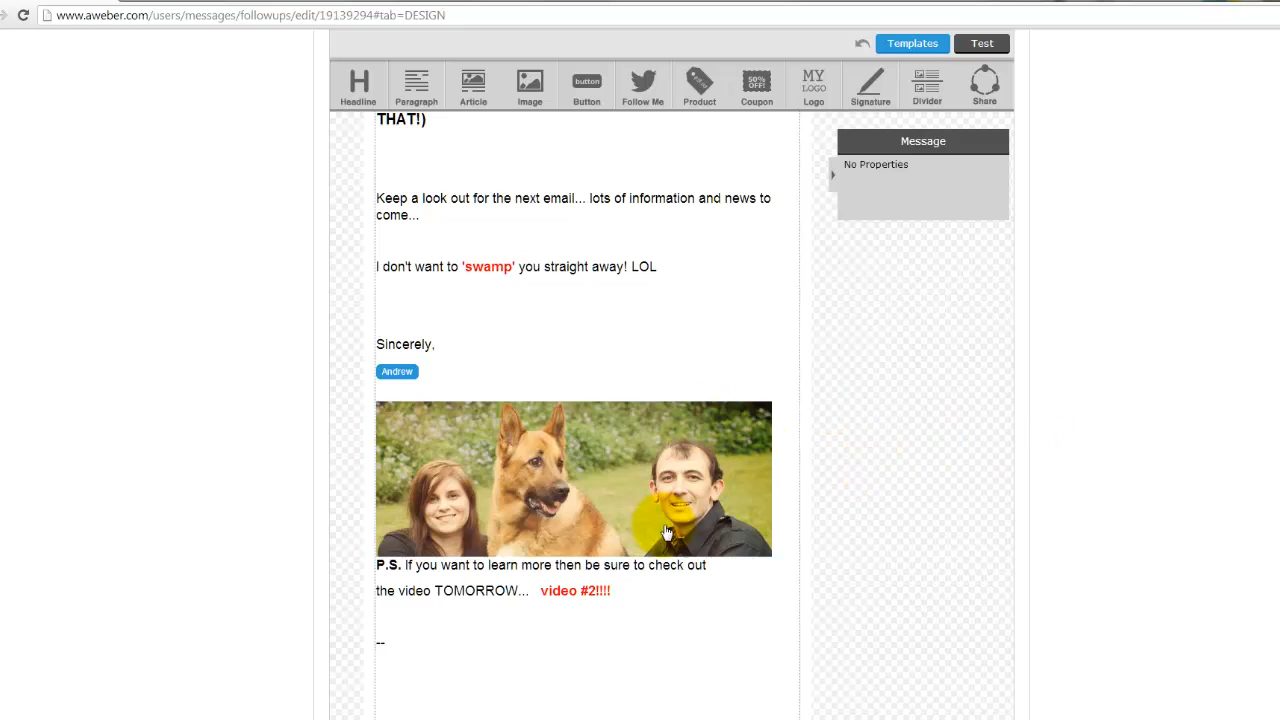 www.aweber.com/users/messages/followups/edit/19139294#tab=DESIGN
Templates
Test
H
button
50%
OFF!
MY
LOGO
Headline
Paragraph
Article
Image
Button
Follow Me
Product
Coupon
Logo
Signature
Divider
Share
THAT!)
Message
No Properties
Keep a look out for the next email... lots of information and news to
come...
I don't want to 'swamp' you straight away! LOL
Sincerely,
Andrew
P.S. If you want to learn more then be sure to check out
the video TOMORROW... video #2!!!!
--